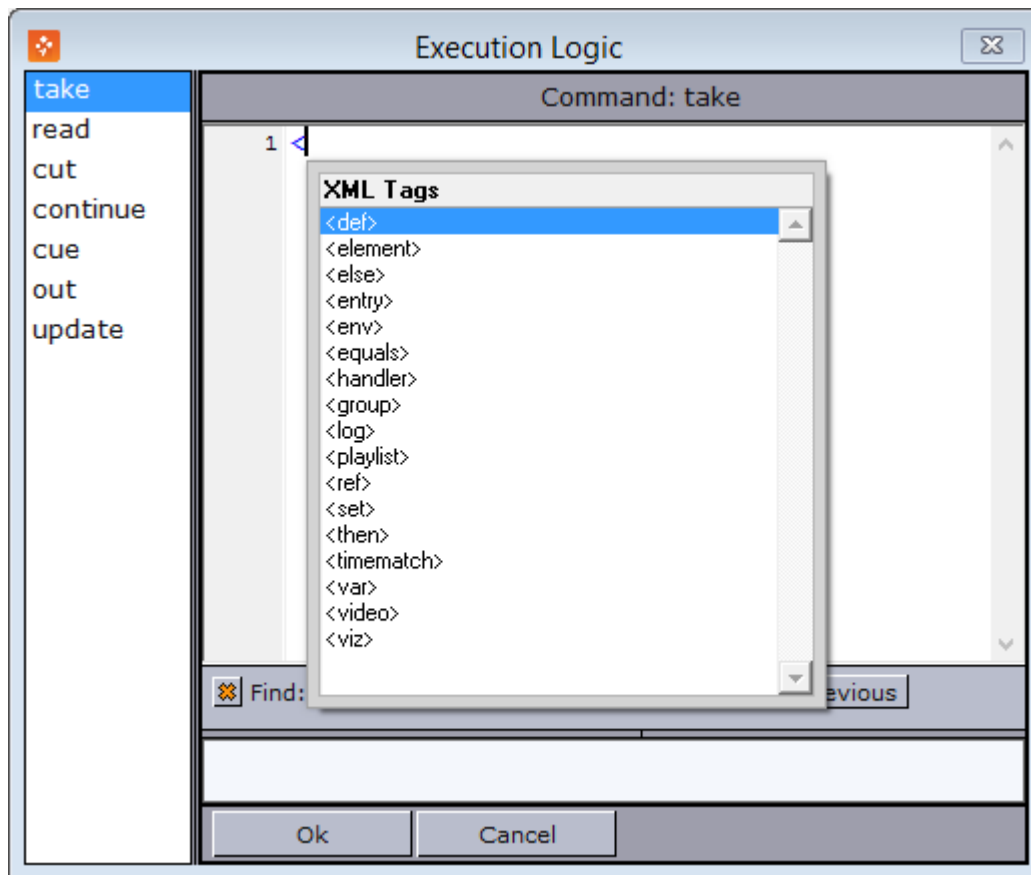 Execution Logic
take
read
cut
continue
cue
out
update
Command: take
1 <
XML Tags
<def>
<element>
<else>
<entry>
<env>
<equals>
<handler>
<group>
<log>
<playlist>
<ref>
<set>
<then>
<timematch>
<var>
<video>
<viz>
Find:
evious
Ok
Cancel